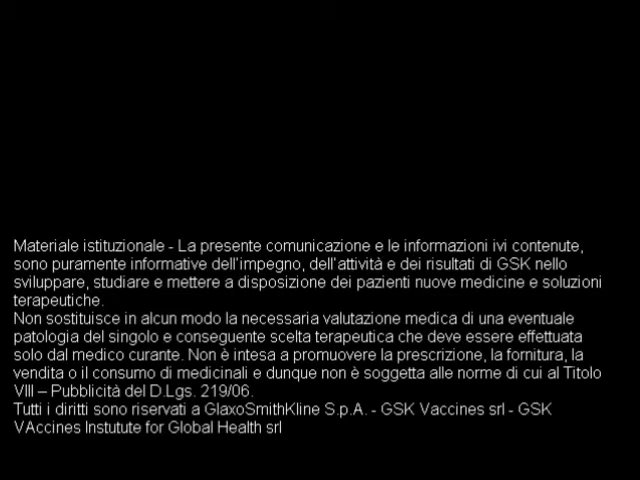 Materiale istituzionale - La presente comunicazione e le informazioni ivi contenute,
sono puramente informative dell'impegno, dell'attività e dei risultati di GSK nello
sviluppare, studiare e mettere a disposizione dei pazienti nuove medicine e soluzioni
terapeutiche.
Non sostituisce in alcun modo la necessaria valutazione medica di una eventuale
patologia del singolo e conseguente scelta terapeutica che deve essere effettuata
solo dal medico curante. Non è intesa a promuovere la prescrizione, la fornitura, la
vendita o il consumo di medicinali e dunque non è soggetta alle norme di cui al Titolo
VIII – Pubblicità del D.Lgs. 219/06.
Tutti i diritti sono riservati a GlaxoSmithKline S.p.A. - GSK Vaccines srl - GSK
VAccines Instutute for Global Health srl